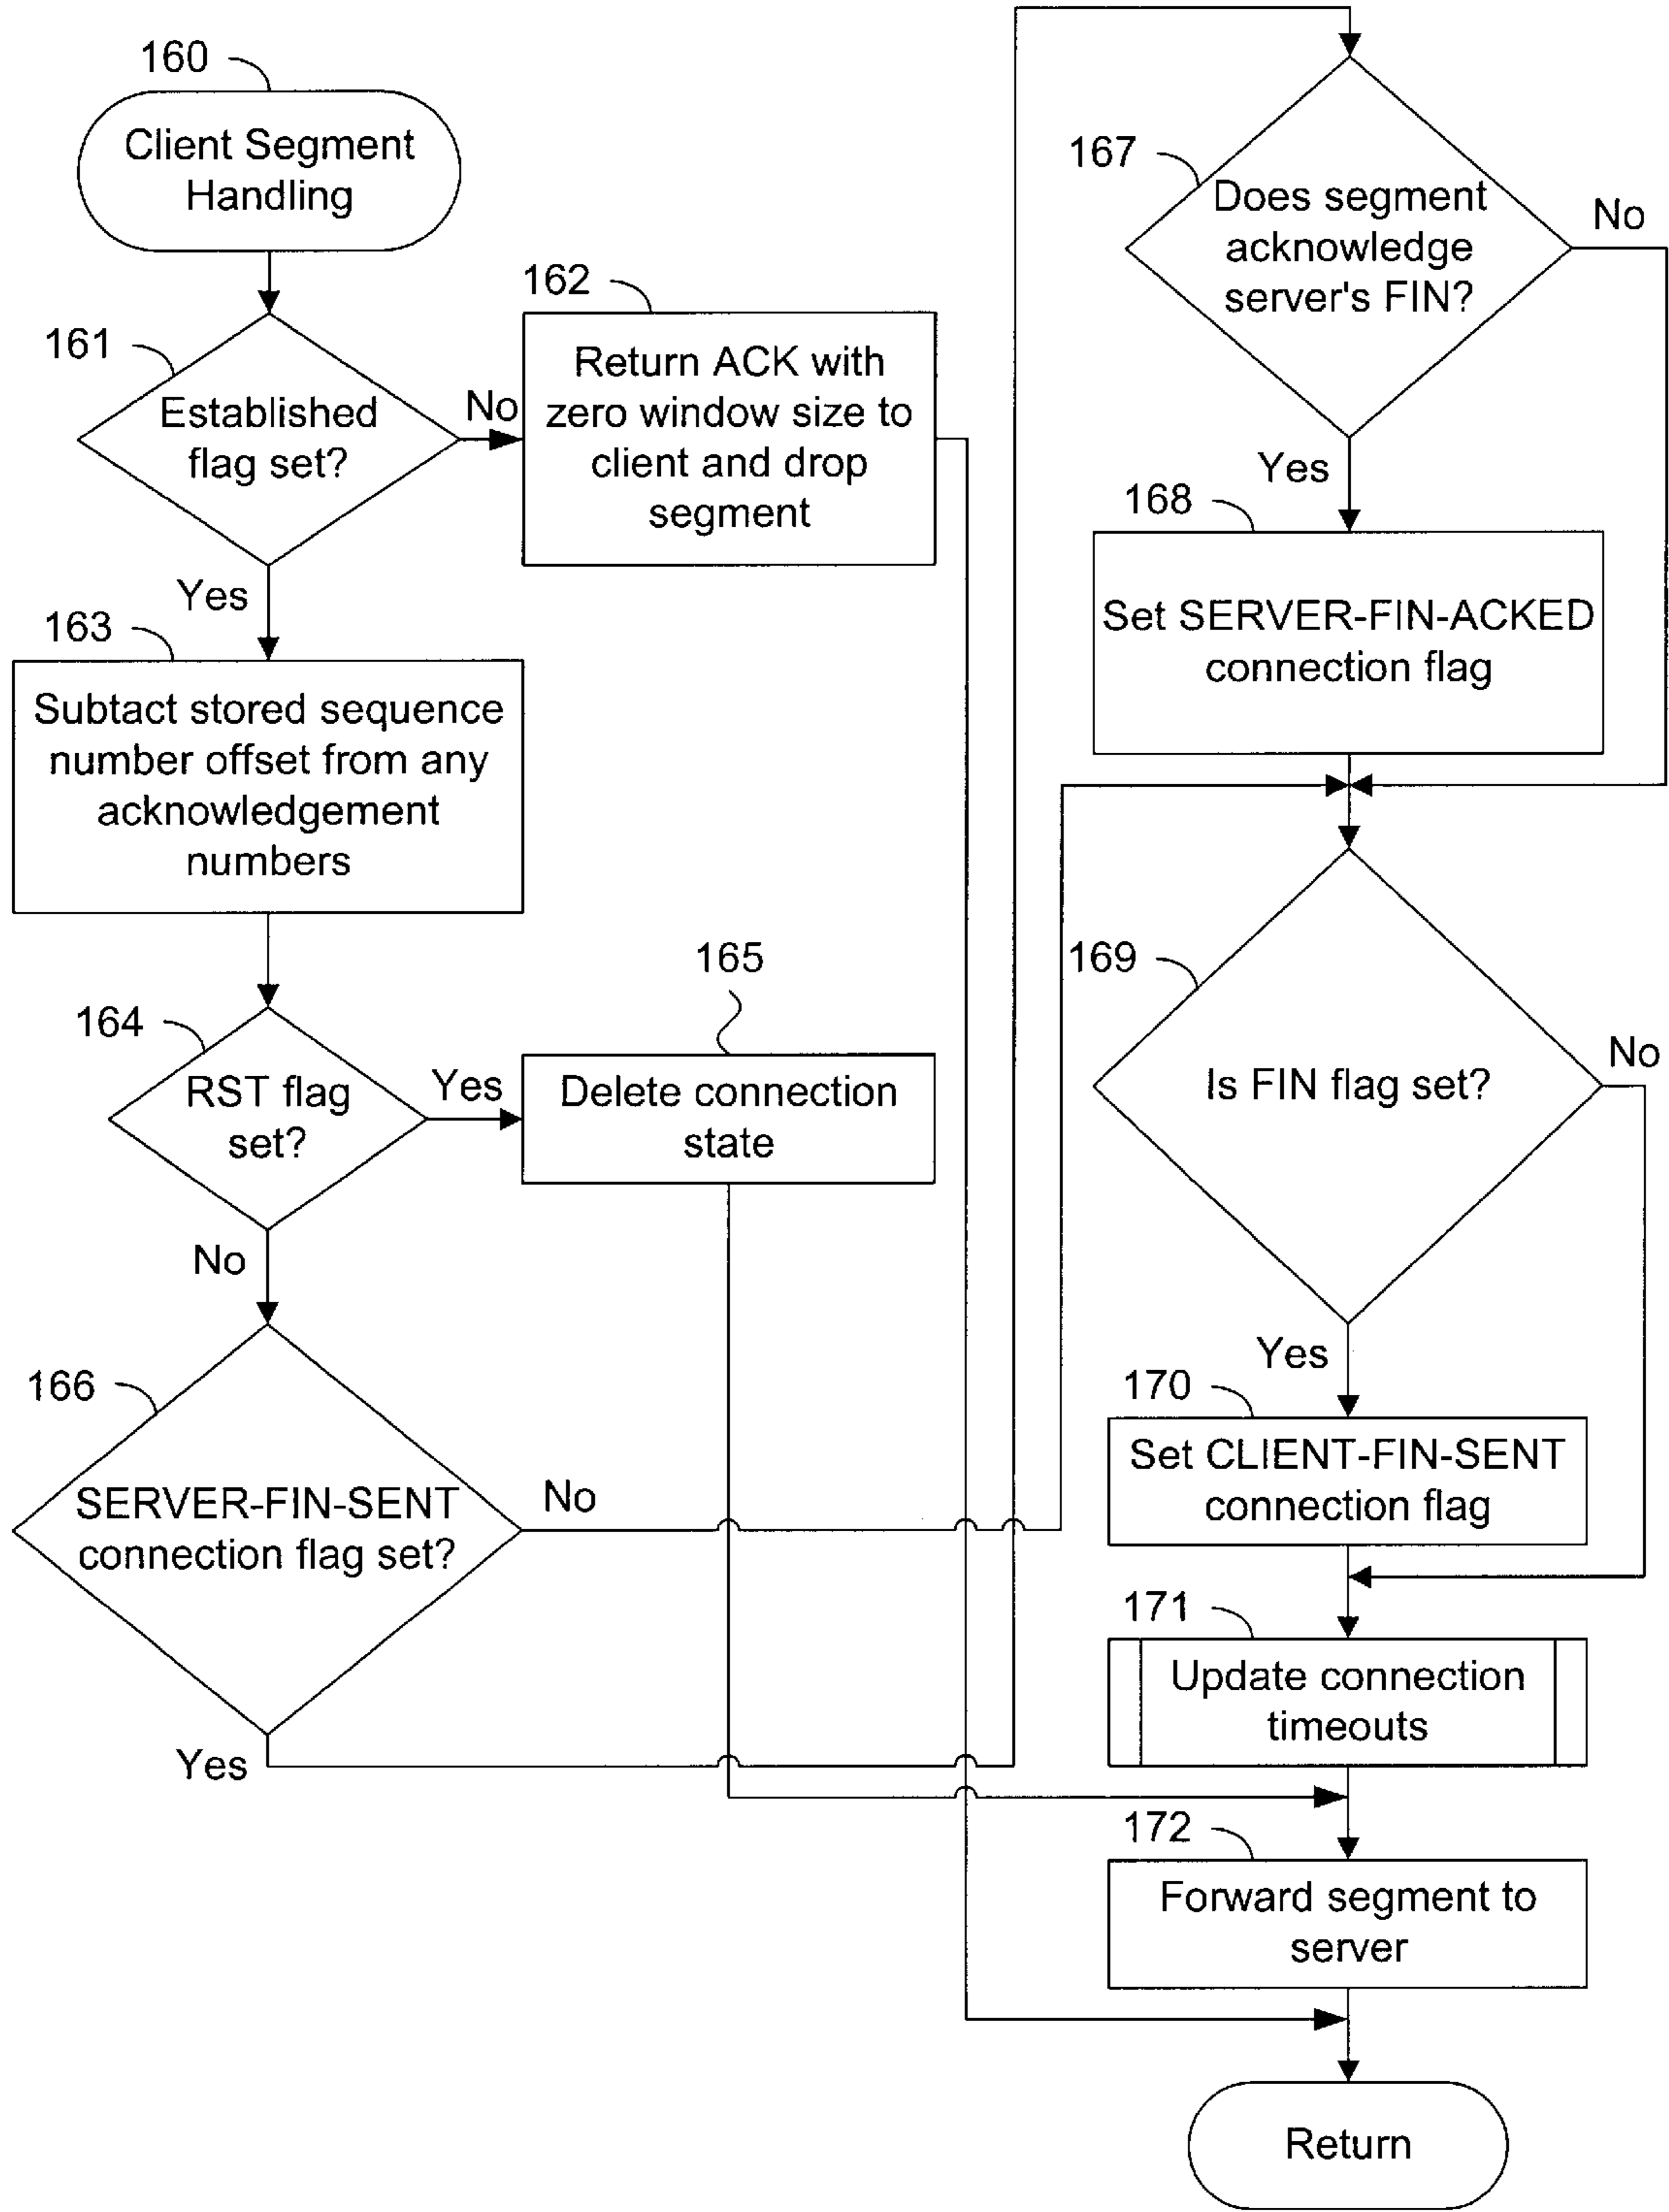 160
Client Segment
Handling
161
Established
flag set?
No
162
Return ACK with
zero window size to
client and drop
segment
Yes
163
Subtact stored sequence
number offset from any
acknowledgement
numbers
164
RST flag
set?
Yes
165
Delete connection
state
No
166
SERVER-FIN-SENT
connection flag set?
No
Yes
167
Does segment
acknowledge
server's FIN?
No
Yes
168
Set SERVER-FIN-ACKED
connection flag
169
Is FIN flag set?
No
Yes
170
Set CLIENT-FIN-SENT
connection flag
171
Update connection
timeouts
172
Forward segment to
server
Return